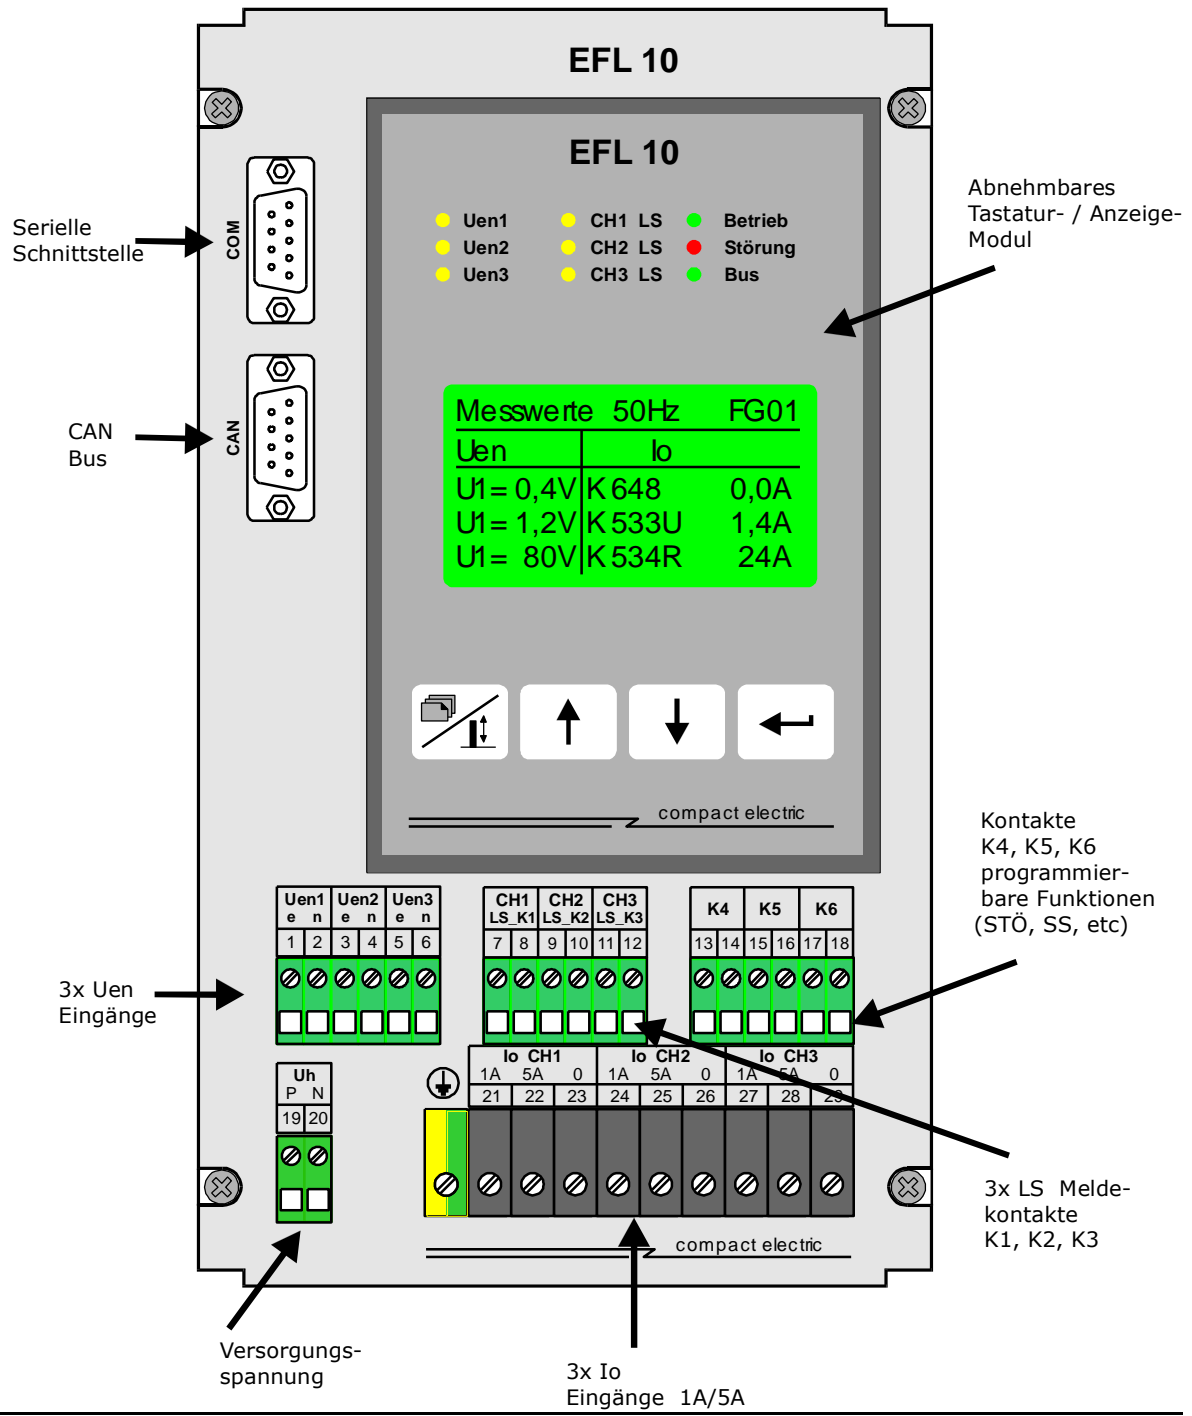 EFL 10
EFL 10
Uen1 CH1 LS Betrieb
Uen2 CH2 LS Störung
Uen3 CH3 LS Bus
Abnehmbares
Tastatur- / Anzeige-
Modul
Serielle
Schnittstelle
COM
CAN
Bus
CAN
Messwerte 50Hz FG01
Uen Io
U1= 0,4V K 648 0,0A
U1= 1,2V K 533U 1,4A
U1= 80V K 534R 24A
compact electric
Kontakte
K4, K5, K6
programmier-
bare Funktionen
(STÖ, SS, etc)
Uen1 Uen2 Uen3
e n e n e n
1 2 3 4 5 6
CH1 CH2 CH3
LS_K1 LS_K2 LS_K3
7 8 9 10 11 12
K4 K5 K6
13 14 15 16 17 18
3x Uen
Eingänge
Uh
P N
19 20
Io CH1 Io CH2 Io CH3
1A 5A 0 1A 5A 0 1A 5A 0
21 22 23 24 25 26 27 28 29
3x LS Melde-
kontakte
K1, K2, K3
compact electric
Versorgungs-
spannung
3x Io
Eingänge 1A/5A